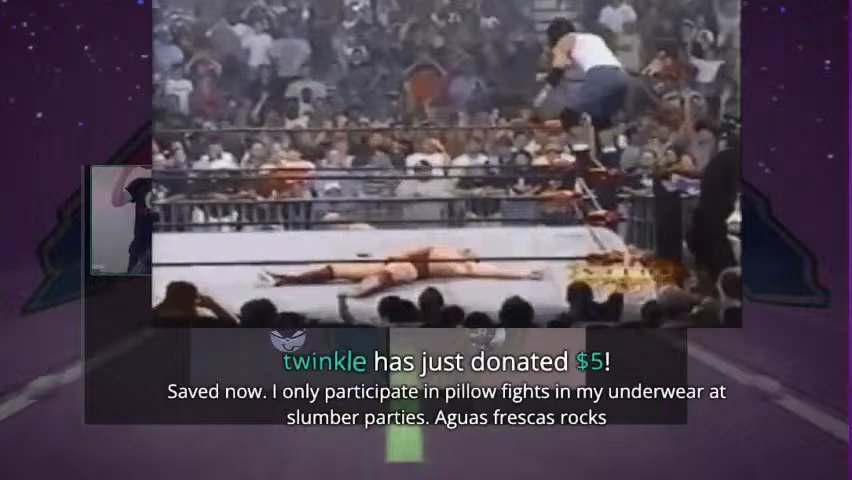 twinkle has just donated $5!
Saved now. I only participate in pillow fights in my underwear at
slumber parties. Aguas frescas rocks